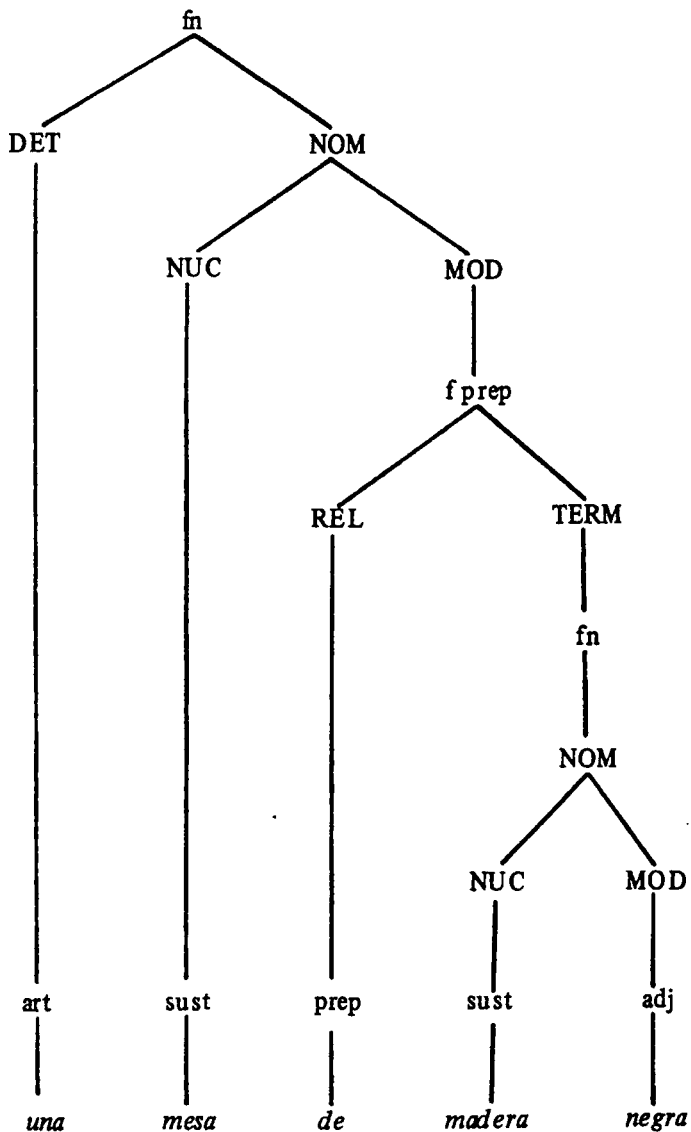 fn
DET NOM
NUC MOD
f prep
REL TERM
fn
NOM
NUC MOD
art sust prep sust adj
una mesa de madera negra